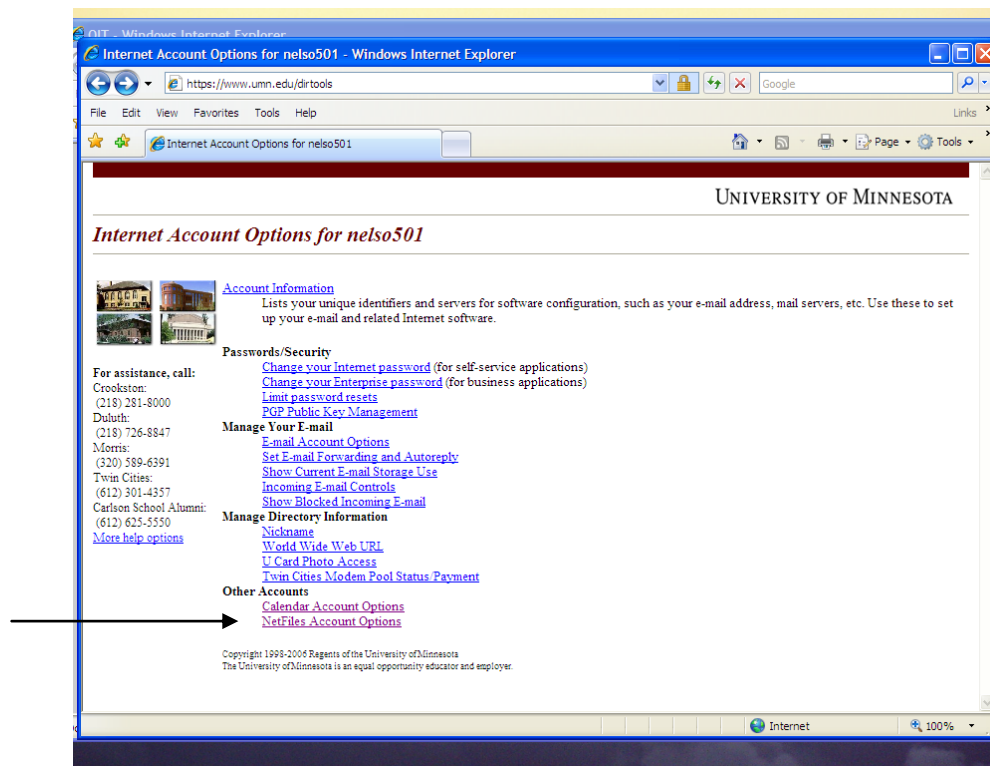 OIT - Windows Internet Explorer
Internet Account Options for nelso501 - Windows Internet Explorer
https://www.umn.edu/dirtools
Google
File Edit View Favorites Tools Help
Links
Internet Account Options for nelso501
Page Tools
UNIVERSITY OF MINNESOTA
Internet Account Options for nelso501
Account Information
Lists your unique identifiers and servers for software configuration, such as your e-mail address, mail servers, etc. Use these to set
up your e-mail and related Internet software.
Passwords/Security
Change your Internet password (for self-service applications)
Change your Enterprise password (for business applications)
Limit password resets
PGP Public Key Management
Manage Your E-mail
E-mail Account Options
Set E-mail Forwarding and Autoreply
Show Current E-mail Storage Use
Incoming E-mail Controls
Show Blocked Incoming E-mail
Manage Directory Information
Nickname
World Wide Web URL
U Card Photo Access
Twin Cities Modem Pool Status/Payment
Other Accounts
Calendar Account Options
NetFiles Account Options
For assistance, call:
Crookston:
(218) 281-8000
Duluth:
(218) 726-8847
Morris:
(320) 589-6391
Twin Cities:
(612) 301-4357
Carlson School Alumni:
(612) 625-5550
More help options
Copyright 1998-2006 Regents of the University of Minnesota
The University of Minnesota is an equal opportunity educator and employer.
Internet
100%